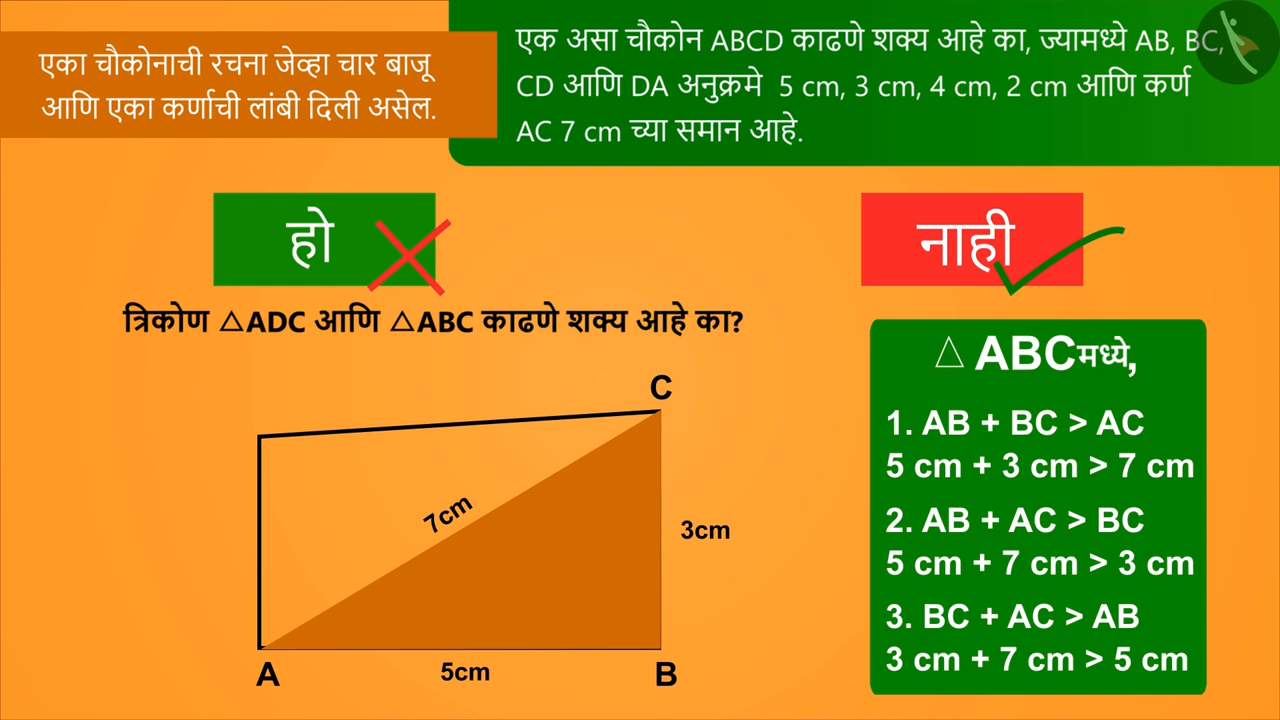 एका चौकोनाची रचना जेव्हा चार बाजू
आणि एका कर्णाची लांबी दिली असेल.
एक असा चौकोन ABCD काढणे शक्य आहे का, ज्यामध्ये AB, BC,
CD आणि DA अनुक्रमे 5 cm, 3 cm, 4 cm, 2 cm आणि कर्ण
AC 7 cm च्या समान आहे.
हो
नाही
त्रिकोण △ADC आणि △ABC काढणे शक्य आहे का?
△ ABCमध्ये,
1. AB + BC > AC
5 cm + 3 cm > 7 cm
2. AB + AC > BC
5 cm + 7 cm > 3 cm
3. BC + AC > AB
3 cm + 7 cm > 5 cm
C
7cm
3cm
A
5cm
B